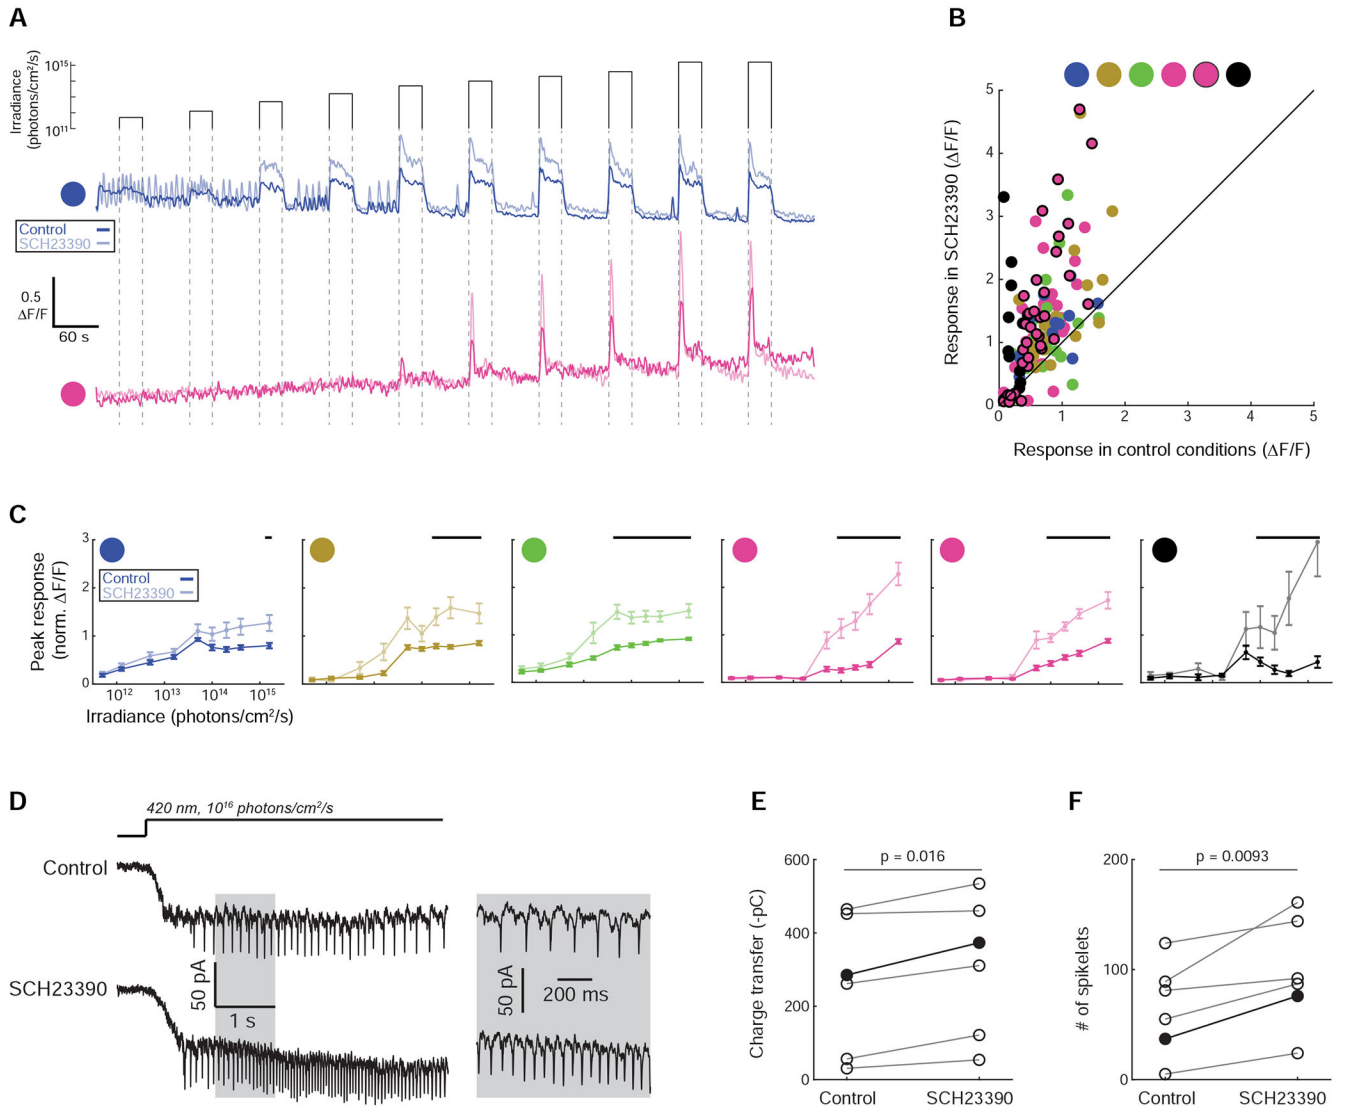 A
Irradiance
(photons/cm²/s)
10¹⁵
10¹¹
Control
SCH23390
0.5
ΔF/F
60 s
B
Response in SCH23390 (ΔF/F)
5
4
3
2
1
0
0 1 2 3 4 5
Response in control conditions (ΔF/F)
C
Peak response
(norm. ΔF/F)
3
2
1
0
Control
SCH23390
10¹² 10¹³ 10¹⁴ 10¹⁵
Irradiance (photons/cm²/s)
D
420 nm, 10¹⁶ photons/cm²/s
Control
SCH23390
50 pA
1 s
50 pA
200 ms
E
p = 0.016
Charge transfer (-pC)
600
400
200
0
Control SCH23390
F
p = 0.0093
# of spikelets
200
100
0
Control SCH23390